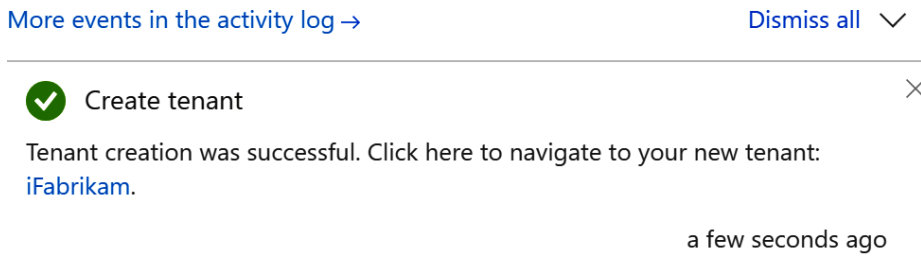 More events in the activity log → Dismiss all
Create tenant
Tenant creation was successful. Click here to navigate to your new tenant:
iFabrikam.
a few seconds ago